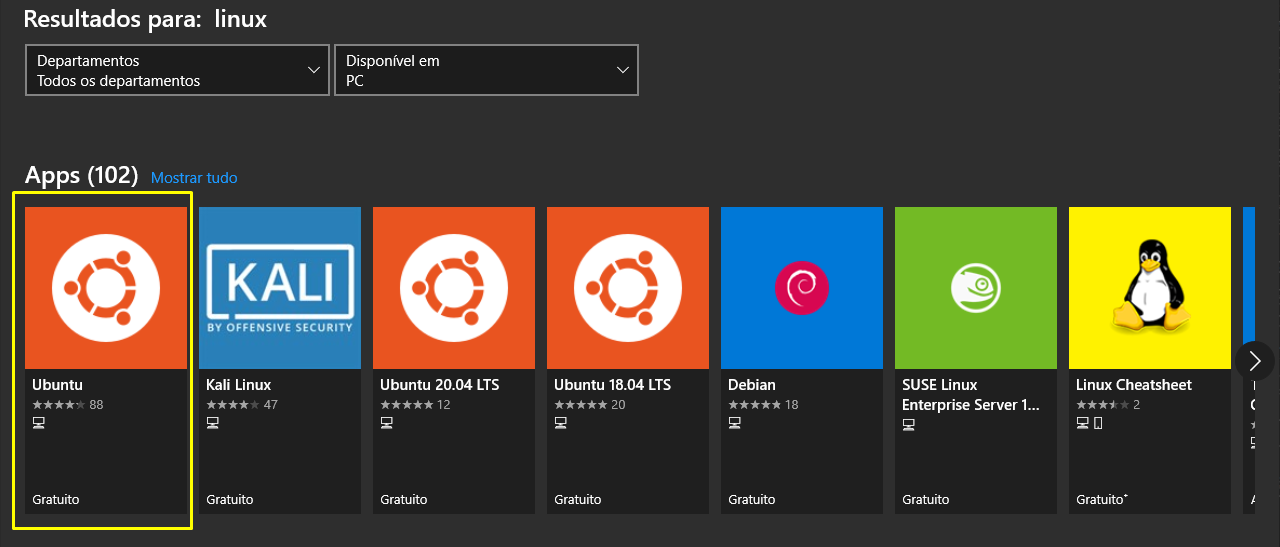 Resultados para: linux
Departamentos
Todos os departamentos
Disponível em
PC
Apps (102) Mostrar tudo
KALI
BY OFFENSIVE SECURITY
Ubuntu
88
Gratuito
Kali Linux
47
Gratuito
Ubuntu 20.04 LTS
12
Gratuito
Ubuntu 18.04 LTS
20
Gratuito
Debian
18
Gratuito
SUSE Linux
Enterprise Server 1...
Gratuito
Linux Cheatsheet
2
Gratuito+